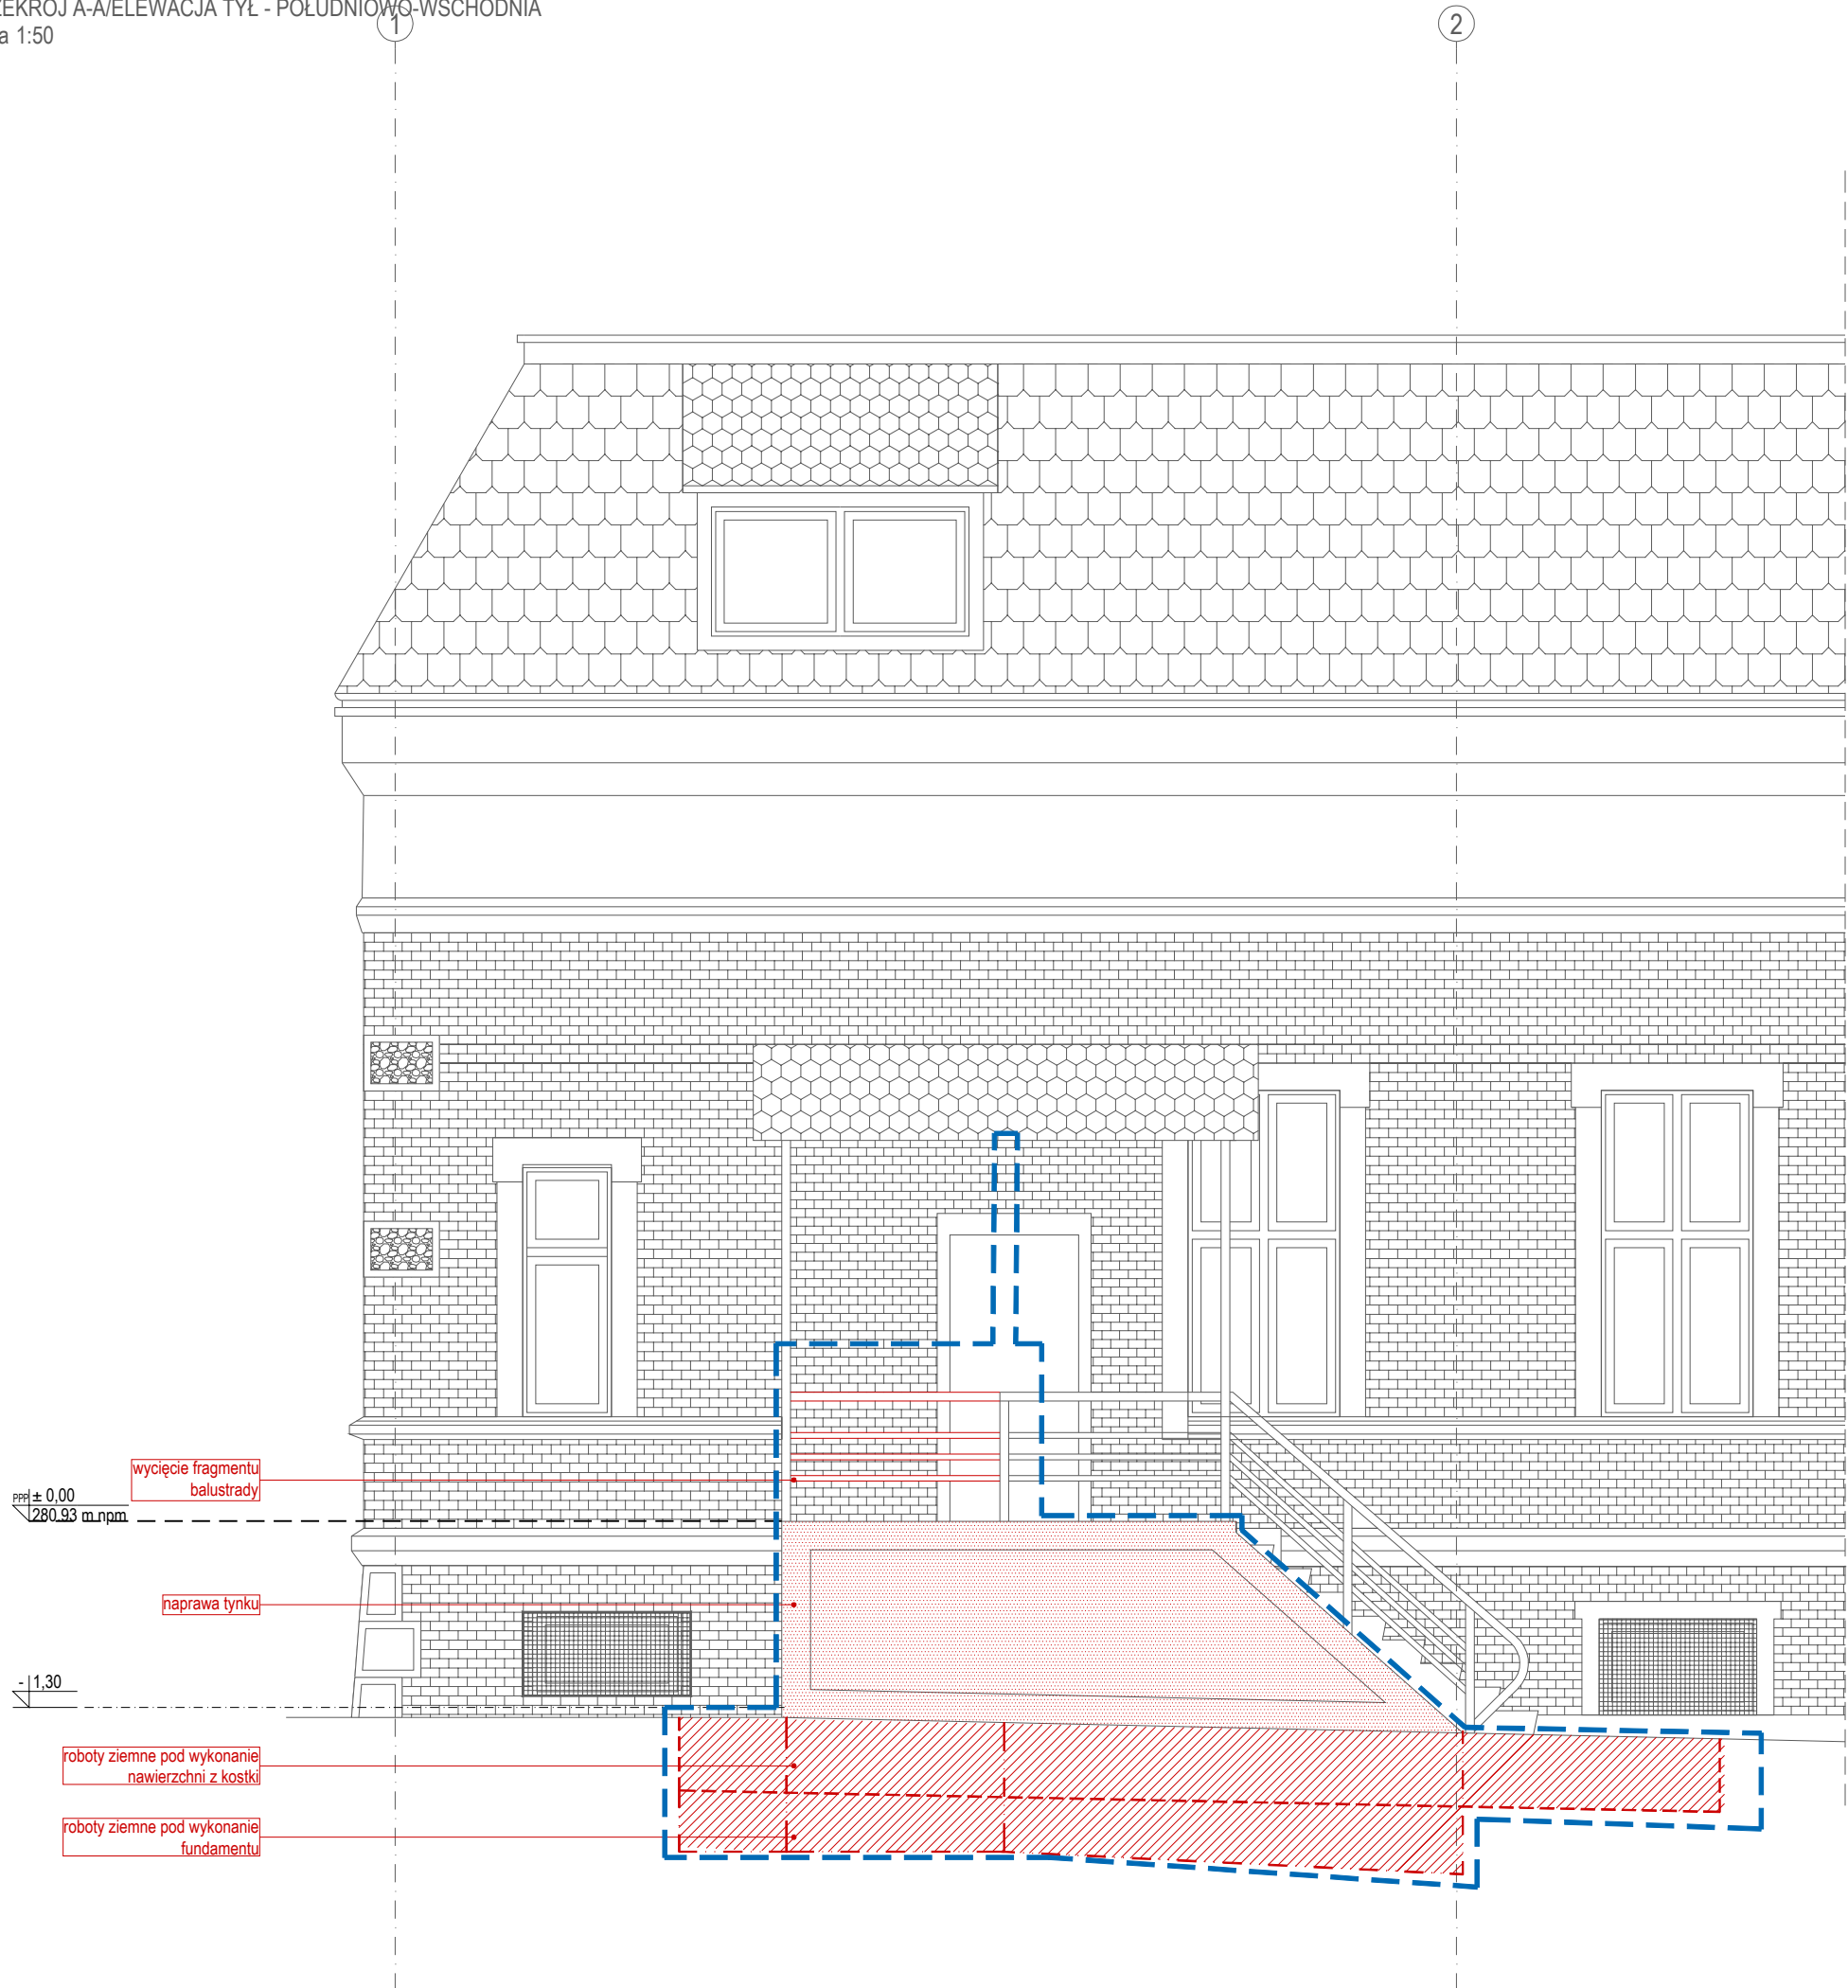 EKRÓJ A-A/ELEWACJA TYŁ - POŁUDNIOWO-WSCHODNIA
a 1:50
1
2
wycięcie fragmentu
balustrady
PPP ± 0,00
280,93 m npm
naprawa tynku
- 1,30
roboty ziemne pod wykonanie
nawierzchni z kostki
roboty ziemne pod wykonanie
fundamentu